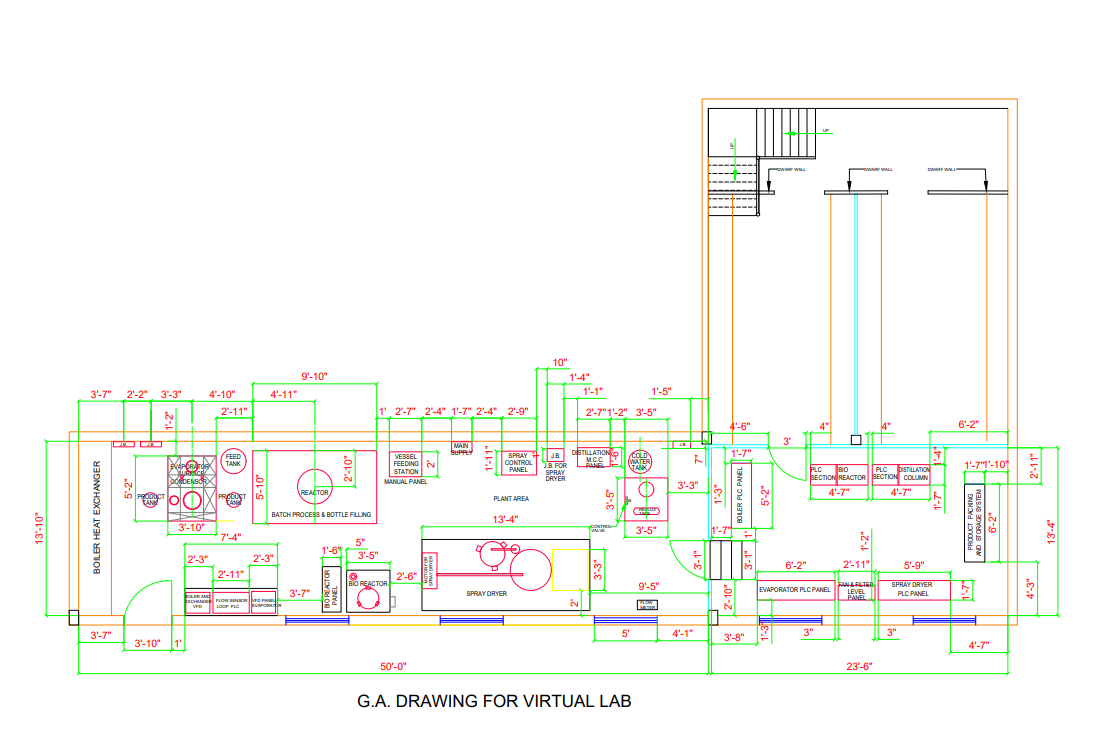 UP
UP
DWARF WALL
DWARF WALL
DWARF WALL
10"
9'-10"
1'-4"
3'-7"
2'-2"
3'-3"
4'-10"
4'-11"
1'-1"
1'-5"
1'-2"
2'-11"
1'
2'-7"
2'-4"
1'-7"
2'-4"
2'-9"
2'-7"
1'-2"
3'-5"
4'-6"
4"
4"
6'-2"
3'
J.B.
J.B.
MAIN
SUPPLY
J.B.
FEED
TANK
VESSEL
FEEDING
STATION
2'
MANUAL PANEL
1'-11"
SPRAY
CONTROL
PANEL
1'
J.B.
J.B. FOR
SPRAY
DRYER
DISTILLATION
M.C.C.
PANEL
1'-6"
COLD
WATER
TANK
7"
1'-7"
1'-4"
2'-11"
1'-7"
1'-10"
EVAPORATOR
SURFACE
CONDENSOR
PRODUCT
TANK
PRODUCT
TANK
5'-2"
5'-10"
2'-10"
REACTOR
BATCH PROCESS & BOTTLE FILLING
PLANT AREA
3'-3"
3'-5"
1'-3"
BOILER PLC PANEL
5'-2"
PLC
SECTION
BIO
REACTOR
PLC
SECTION
DISTILLATION
COLUMN
4'-7"
4'-7"
1'-7"
PRODUCT PACKING
AND STORAGE SYSTEM
6'-2"
13'-4"
BOILER HEAT EXCHANGER
13'-10"
3'-10"
7'-4"
13'-4"
CONTROL
VALVE
3'-5"
1'-7"
1'
1'-2"
5"
1'-6"
3'-5"
2'-3"
2'-11"
2'-3"
3'-7"
BIO REACTOR
PANEL
BIO REACTOR
2'-6"
SPRAY DRYER
3'-3"
2'
9'-5"
FLOW
METER
3'-1"
3'-1"
2'-10"
6'-2"
2'-11"
5'-9"
EVAPORATOR PLC PANEL
FAN & FILTER
LEVEL
PANEL
SPRAY DRYER
PLC PANEL
1'-7"
4'-3"
BOILER AND
EXCHANGER
VFD
FLOW SENSOR
LOOP PLC
VFD PANEL
EVAPORATOR
3'-7"
3'-10"
1'
5'
4'-1"
3'-8"
1'-3"
3"
3"
4'-7"
50'-0"
23'-6"
G.A. DRAWING FOR VIRTUAL LAB